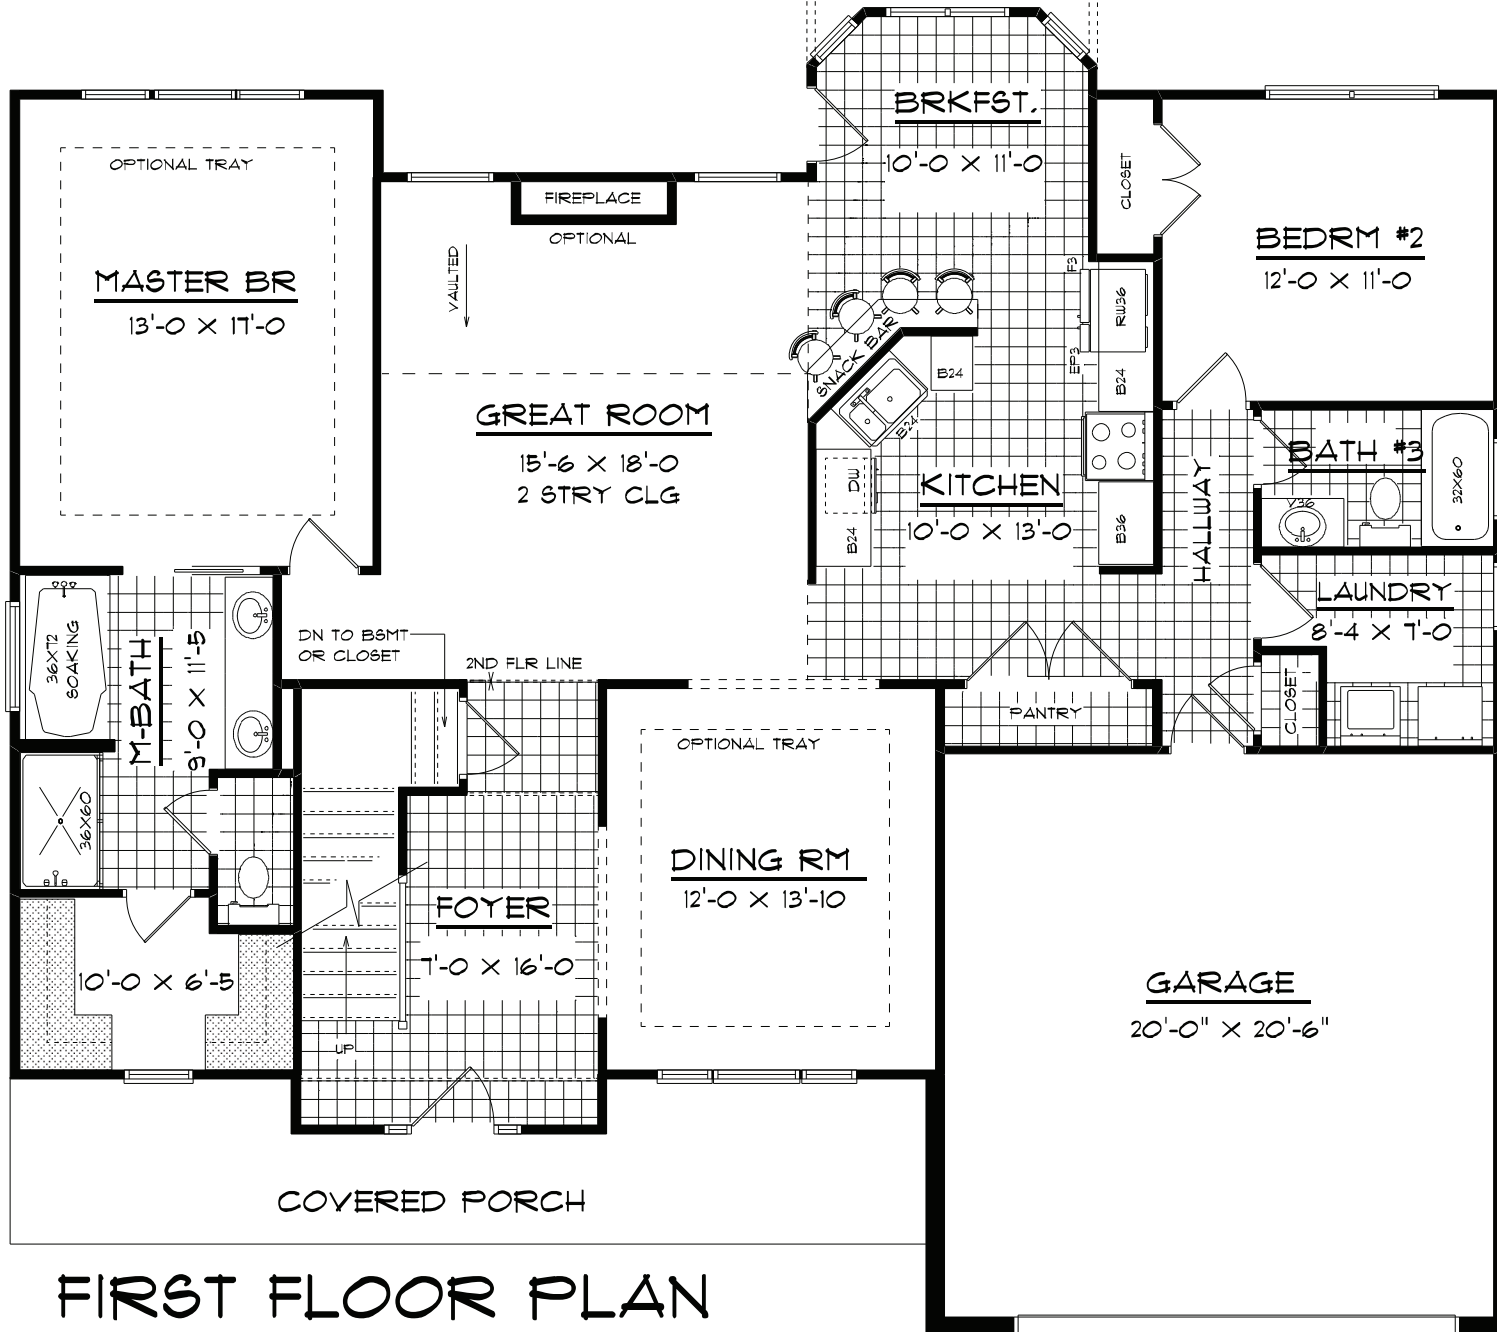 BRKFST.
10'-0 X 11'-0
OPTIONAL TRAY
FIREPLACE
OPTIONAL
CLOSET
VAULTED
BEDRM #2
12'-0 X 11'-0
MASTER BR
13'-0 X 17'-0
F3
RW36
EP3
SNACK BAR
B24
B24
B24
GREAT ROOM
15'-6 X 18'-0
2 STRY CLG
BATH #3
32X60
V36
DW
KITCHEN
10'-0 X 13'-0
B24
B36
HALLWAY
LAUNDRY
8'-4 X 7'-0
DN TO BSMT
OR CLOSET
2ND FLR LINE
36X72
SOAKING
M-BATH
9'-0 X 11'-5
PANTRY
CLOSET
OPTIONAL TRAY
36X60
DINING RM
12'-0 X 13'-10
FOYER
7'-0 X 16'-0
10'-0 X 6'-5
GARAGE
20'-0" X 20'-6"
UP
COVERED PORCH
FIRST FLOOR PLAN